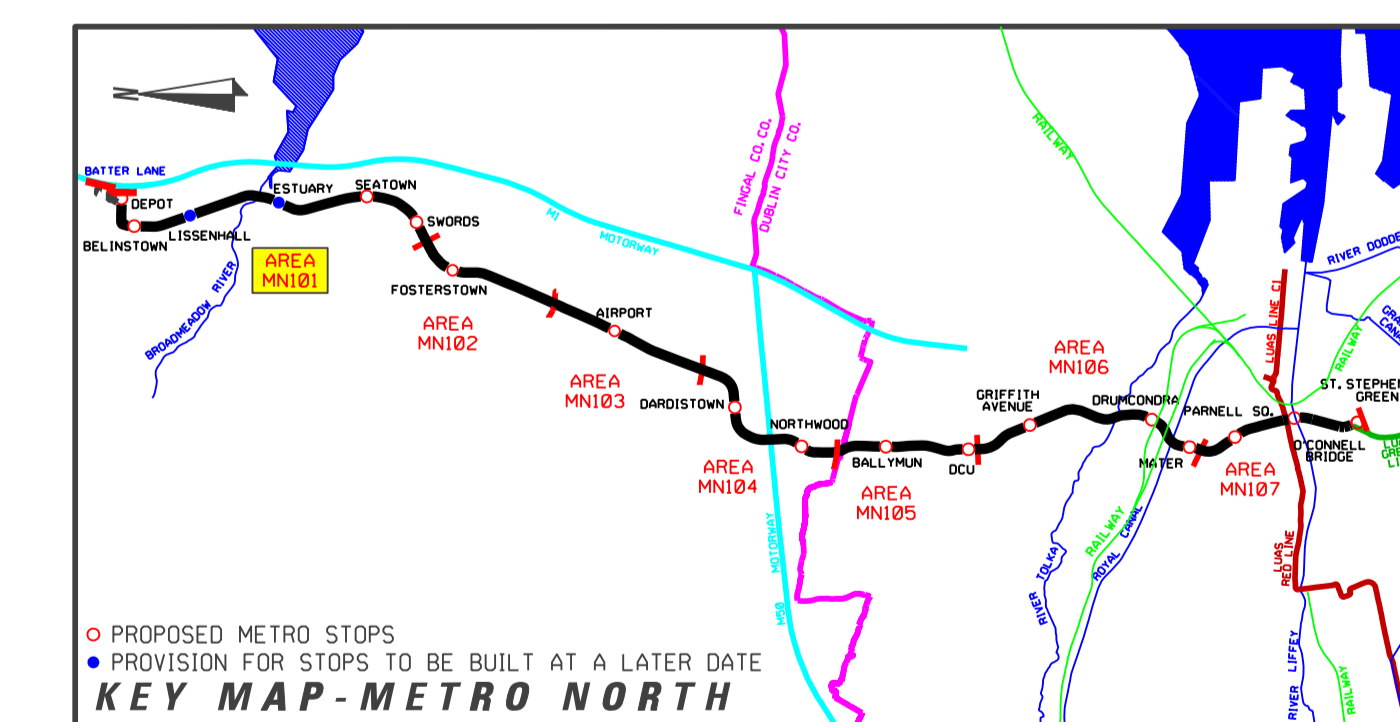 N
BATTER LANE
DEPOT
BELINSTOWN
LISSENHALL
ESTUARY
SEATOWN
SWORDS
AREA
MN101
BROADMEADOW RIVER
FOSTERSTOWN
AREA
MN102
M1
MOTORWAY
AIRPORT
AREA
MN103
DARDISTOWN
FINGAL CO.CO.
DUBLIN CITY CO.
NORTHWOOD
AREA
MN104
MOTORWAY
M50
BALLYMUN
AREA
MN105
DCU
GRIFFITH
AVENUE
AREA
MN106
RAILWAY
DRUMCONDRA
MATER
PARNELL SQ.
AREA
MN107
RIVER TOLKA
RAILWAY
ROYAL CANAL
LUAS LINE C1
RIVER DODDE
RAILWAY
ST. STEPHEN
GREEN
O'CONNELL
BRIDGE
LUAS
RED LINE
RIVER LIFFEY
RAILWAY
PROPOSED METRO STOPS
PROVISION FOR STOPS TO BE BUILT AT A LATER DATE
KEY MAP-METRO NORTH